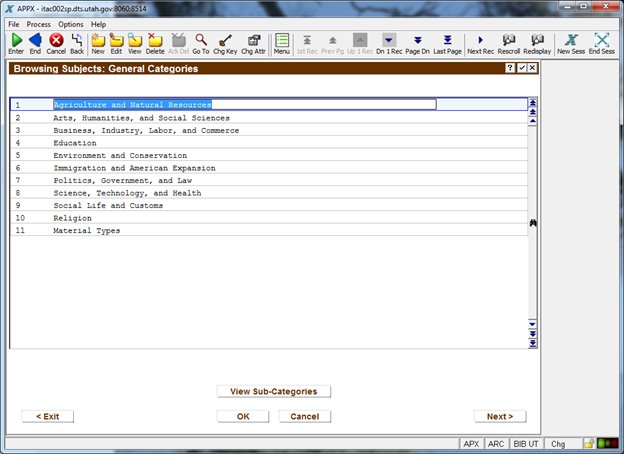 APPX - itac002sp.dts.utah.gov:8060:8514
File Process Options Help
Enter End Cancel Back New Edit View Delete Ack Del Go To Chg Key Chg Attr Menu 1st Rec Prev Pg Up 1 Rec Dn 1 Rec Page Dn Last Page Next Rec Rescroll Redisplay New Sess End Sess
Browsing Subjects: General Categories
1 Agriculture and Natural Resources
2 Arts, Humanities, and Social Sciences
3 Business, Industry, Labor, and Commerce
4 Education
5 Environment and Conservation
6 Immigration and American Expansion
7 Politics, Government, and Law
8 Science, Technology, and Health
9 Social Life and Customs
10 Religion
11 Material Types
View Sub-Categories
< Exit OK Cancel Next >
APX ARC BIB UT Chg